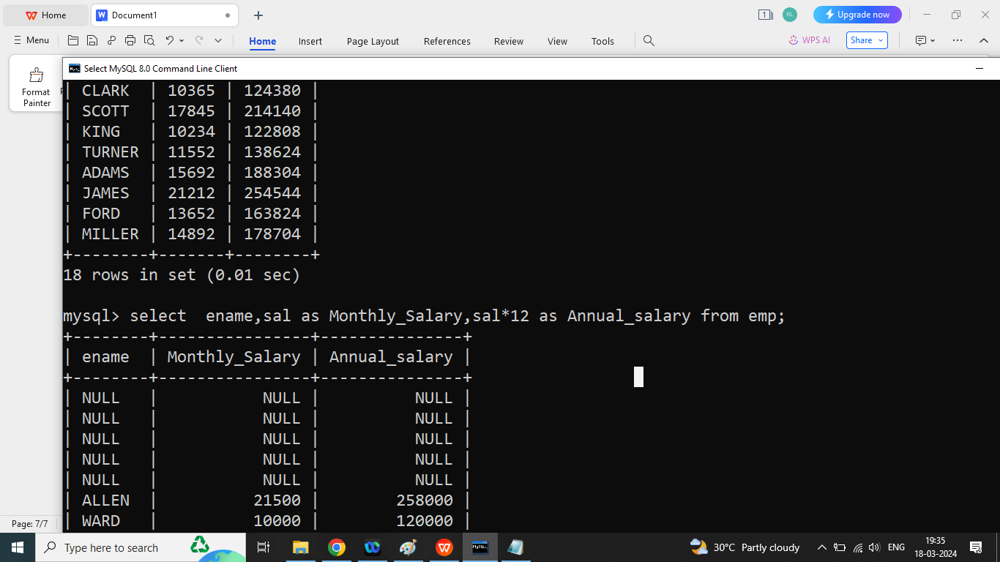 Home
Document1
1
RL
Upgrade now
Menu
Home
Insert
Page Layout
References
Review
View
Tools
WPS AI
Share
Format
Painter
Select MySQL 8.0 Command Line Client
| CLARK | 10365 | 124380 |
| SCOTT | 17845 | 214140 |
| KING | 10234 | 122808 |
| TURNER | 11552 | 138624 |
| ADAMS | 15692 | 188304 |
| JAMES | 21212 | 254544 |
| FORD | 13652 | 163824 |
| MILLER | 14892 | 178704 |
+--------+-------+--------+
18 rows in set (0.01 sec)
mysql> select  ename,sal as Monthly_Salary,sal*12 as Annual_salary from emp;
+--------+----------------+---------------+
| ename | Monthly_Salary | Annual_salary |
+--------+----------------+---------------+
| NULL | NULL | NULL |
| NULL | NULL | NULL |
| NULL | NULL | NULL |
| NULL | NULL | NULL |
| NULL | NULL | NULL |
| ALLEN | 21500 | 258000 |
| WARD | 10000 | 120000 |
Page: 7/7
Type here to search
30°C Partly cloudy
ENG
19:35
18-03-2024